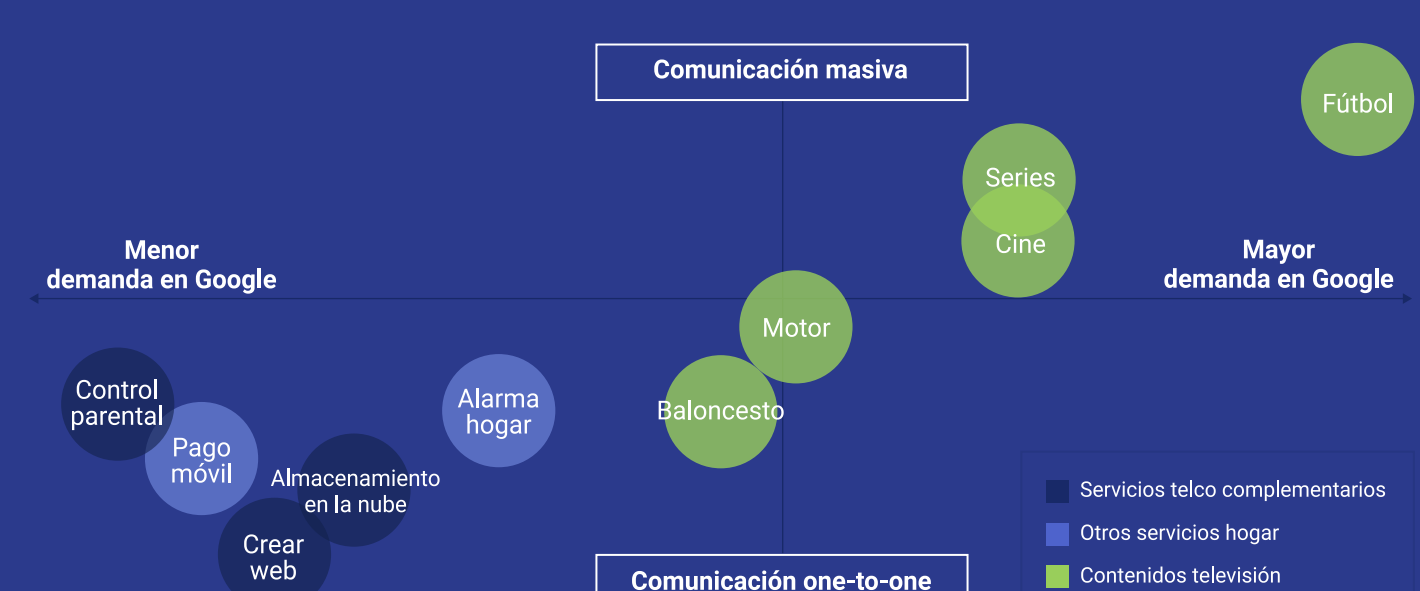 Comunicación masiva
Fútbol
Series
Cine
Menor
demanda en Google
Mayor
demanda en Google
Motor
Control
parental
Alarma
hogar
Baloncesto
Pago
móvil
Almacenamiento
en la nube
Crear
web
Servicios telco complementarios
Otros servicios hogar
Contenidos televisión
Comunicación one-to-one